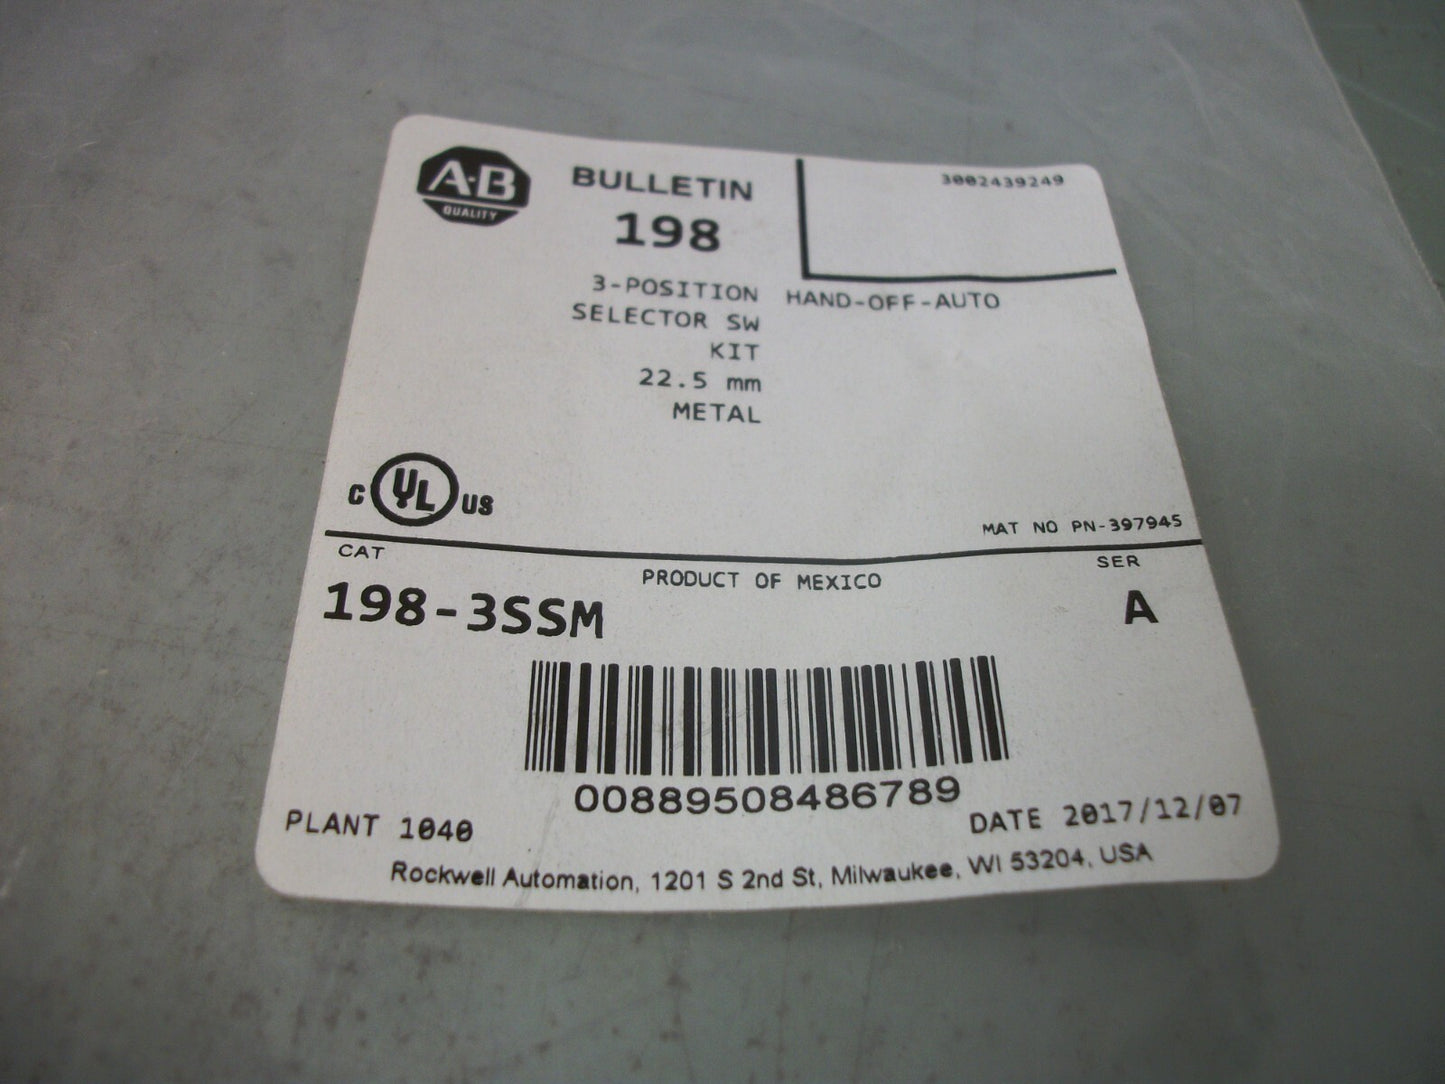 A-B
QUALITY
BULLETIN
198
3002439249
3-POSITION
SELECTOR SW
KIT
22.5 mm
METAL
HAND-OFF-AUTO
C UL US
MAT NO PN-397945
CAT
198-3SSM
PRODUCT OF MEXICO
SER
A
00889508486789
PLANT 1040
DATE 2017/12/07
Rockwell Automation, 1201 S 2nd St, Milwaukee, WI 53204, USA